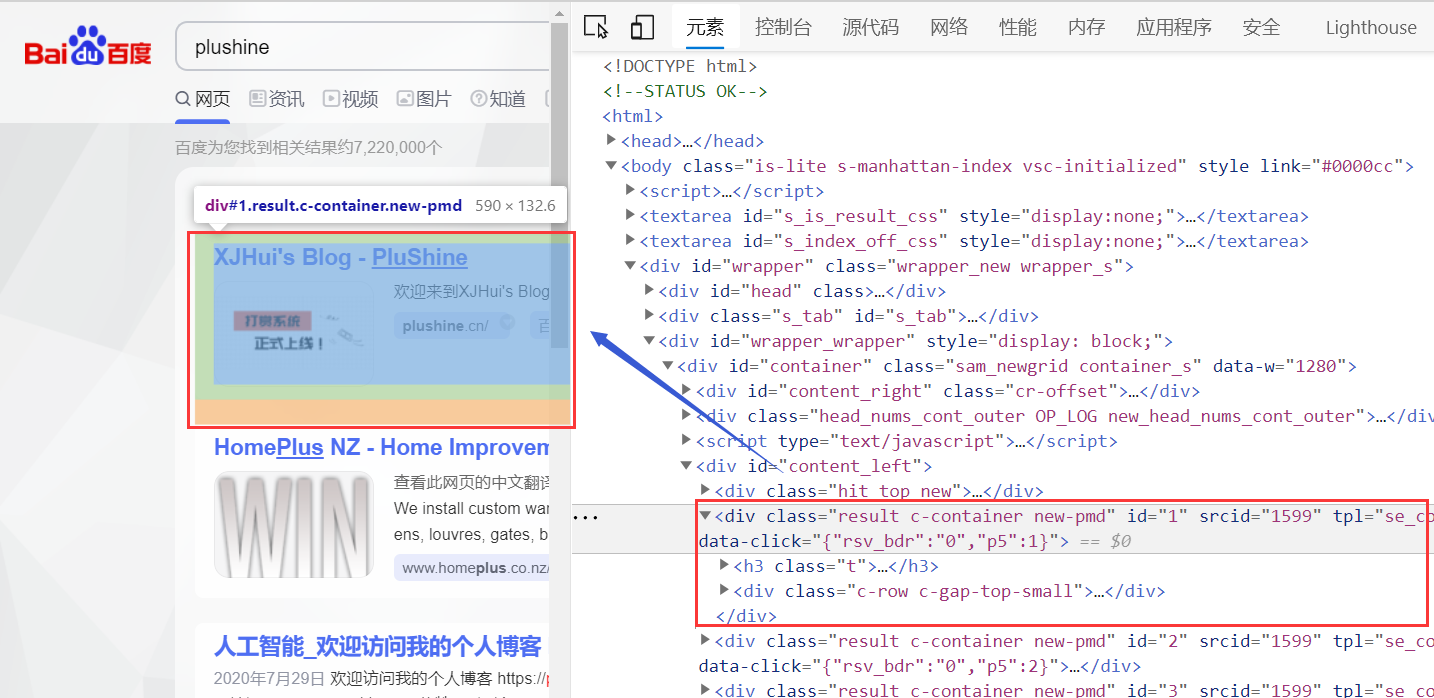 Bai du 百度
plushine
网页 资讯 视频 图片 知道
百度为您找到相关结果约7,220,000个
div#1.result.c-container.new-pmd 590 × 132.6
XJHui's Blog - PluShine
欢迎来到XJHui's Blog
打赏系统
正式上线！
plushine.cn/ 百
HomePlus NZ - Home Improvem
WIN
查看此网页的中文翻译
We install custom war
ens, louvres, gates, b
www.homeplus.co.nz/
人工智能_欢迎访问我的个人博客
2020年7月29日 欢迎访问我的个人博客 https://p
元素 控制台 源代码 网络 性能 内存 应用程序 安全 Lighthouse
<!DOCTYPE html>
<!--STATUS OK-->
<html>
<head>…</head>
<body class="is-lite s-manhattan-index vsc-initialized" style link="#0000cc">
<script>…</script>
<textarea id="s_is_result_css" style="display:none;">…</textarea>
<textarea id="s_index_off_css" style="display:none;">…</textarea>
<div id="wrapper" class="wrapper_new wrapper_s">
<div id="head" class>…</div>
<div class="s_tab" id="s_tab">…</div>
<div id="wrapper_wrapper" style="display: block;">
<div id="container" class="sam_newgrid container_s" data-w="1280">
<div id="content_right" class="cr-offset">…</div>
<div class="head_nums_cont_outer OP_LOG new_head_nums_cont_outer">…</div
<script type="text/javascript">…</script>
<div id="content_left">
<div class="hit_top_new">…</div>
<div class="result c-container new-pmd" id="1" srcid="1599" tpl="se_co
data-click="{"rsv_bdr":"0","p5":1}"> == $0
<h3 class="t">…</h3>
<div class="c-row c-gap-top-small">…</div>
</div>
<div class="result c-container new-pmd" id="2" srcid="1599" tpl="se_co
data-click="{"rsv_bdr":"0","p5":2}">…</div>
<div class="result c-container new-pmd" id="3" srcid="1599" tpl="se_co